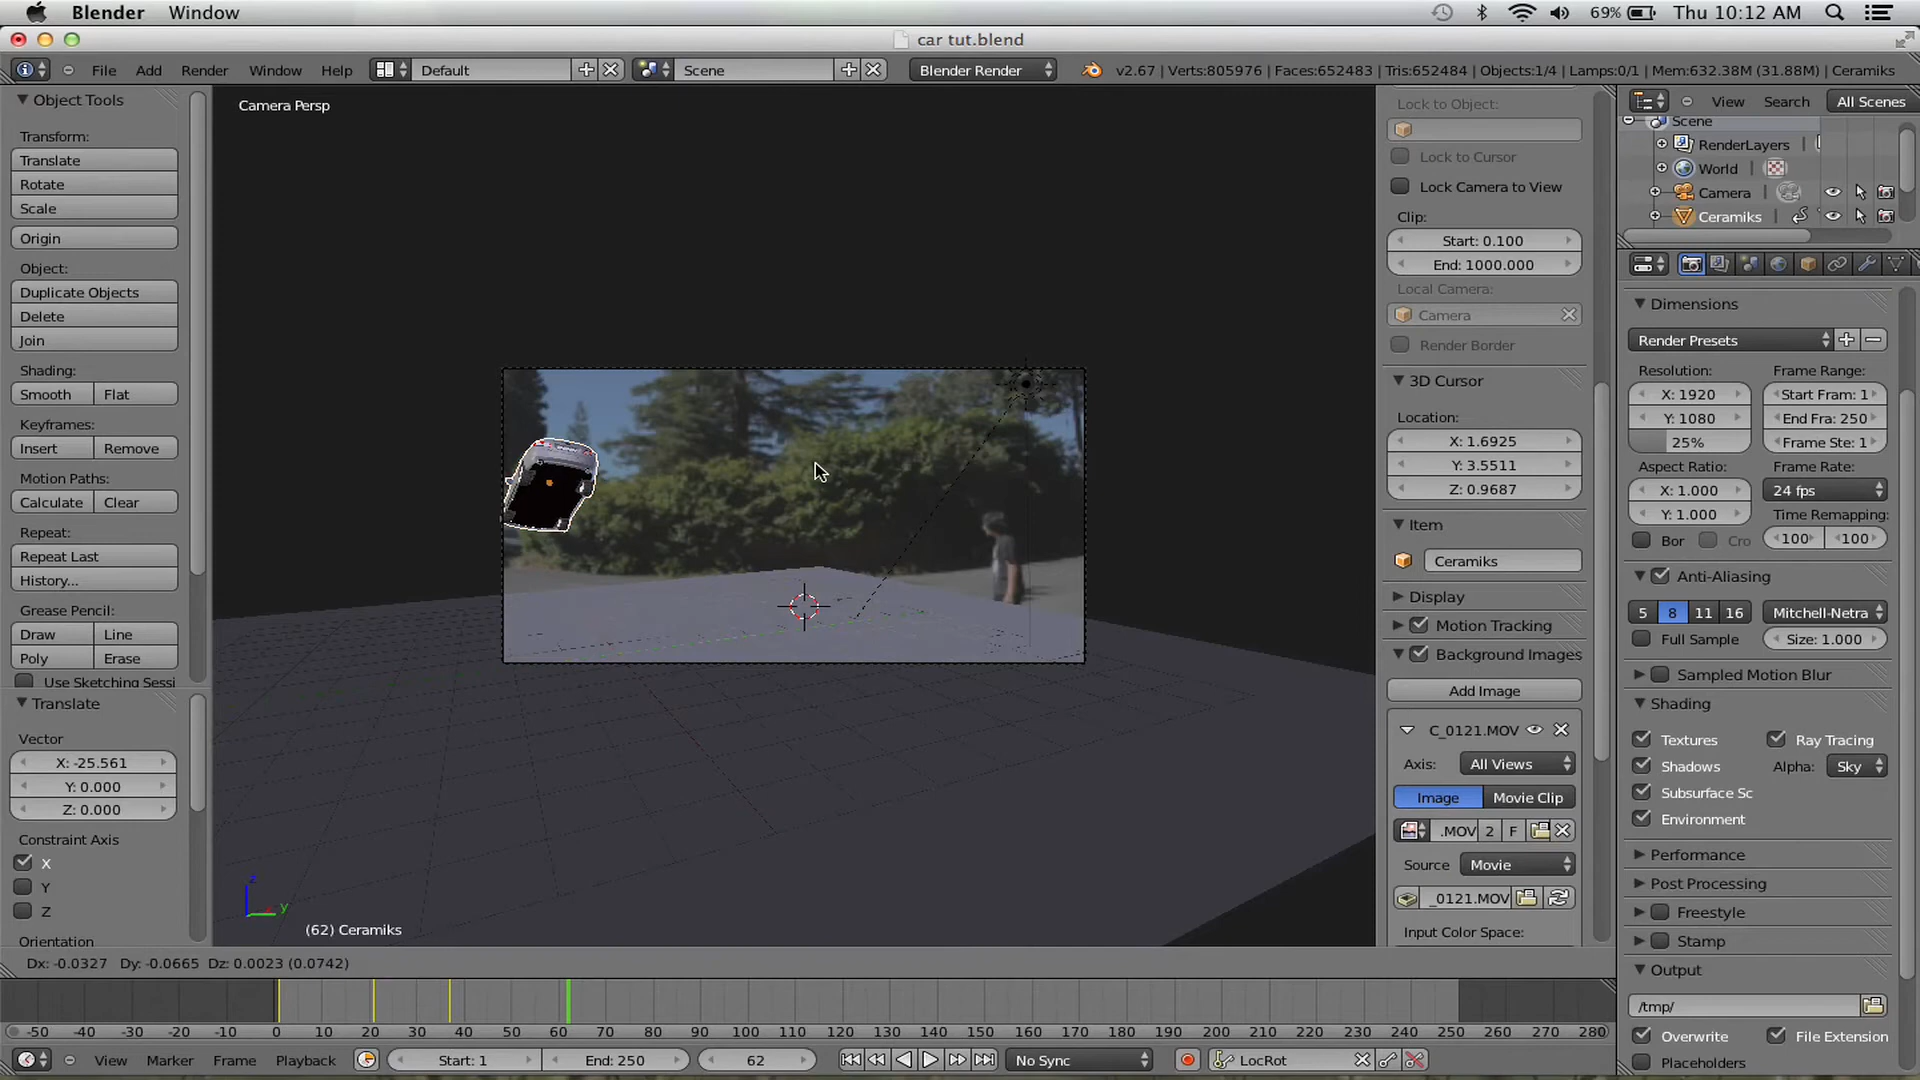 Blender Window 69% Thu 10:12 AM
car tut.blend
File Add Render Window Help Default Scene Blender Render v2.67 | Verts:805976 | Faces:652483 | Tris:652484 | Objects:1/4 | Lamps:0/1 | Mem:632.38M (31.88M) | Ceramiks
Object Tools
Transform:
Translate
Rotate
Scale
Origin
Object:
Duplicate Objects
Delete
Join
Shading:
Smooth Flat
Keyframes:
Insert Remove
Motion Paths:
Calculate Clear
Repeat:
Repeat Last
History...
Grease Pencil:
Draw Line
Poly Erase
Use Sketching Sessi
Translate
Vector
X: -25.561
Y: 0.000
Z: 0.000
Constraint Axis
X
Y
Z
Orientation
Camera Persp
z
y
(62) Ceramiks
Lock to Object:
Lock to Cursor
Lock Camera to View
Clip:
Start: 0.100
End: 1000.000
Local Camera:
Camera
Render Border
3D Cursor
Location:
X: 1.6925
Y: 3.5511
Z: 0.9687
Item
Ceramiks
Display
Motion Tracking
Background Images
Add Image
C_0121.MOV
Axis: All Views
Image Movie Clip
.MOV 2 F
Source Movie
_0121.MOV
Input Color Space:
View Search All Scenes
Scene
RenderLayers
World
Camera
Ceramiks
Dimensions
Render Presets
Resolution: Frame Range:
X: 1920 Start Fram: 1
Y: 1080 End Fra: 250
25% Frame Ste: 1
Aspect Ratio: Frame Rate:
X: 1.000 24 fps
Y: 1.000 Time Remapping:
Bor Cro 100 100
Anti-Aliasing
5 8 11 16 Mitchell-Netra
Full Sample Size: 1.000
Sampled Motion Blur
Shading
Textures Ray Tracing
Shadows Alpha: Sky
Subsurface Sc
Environment
Performance
Post Processing
Freestyle
Stamp
Output
/tmp/
Overwrite File Extension
Placeholders
Dx: -0.0327 Dy: -0.0665 Dz: 0.0023 (0.0742)
-50 -40 -30 -20 -10 0 10 20 30 40 50 60 70 80 90 100 110 120 130 140 150 160 170 180 190 200 210 220 230 240 250 260 270 280
View Marker Frame Playback Start: 1 End: 250 62 No Sync LocRot